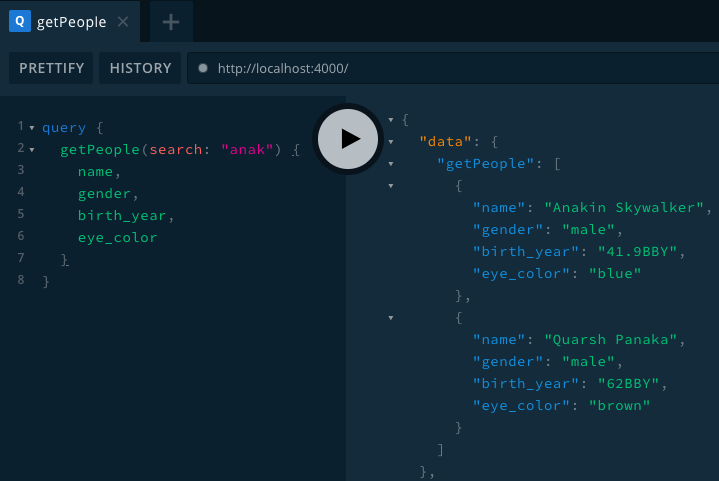 Q getPeople ✕ +
PRETTIFY HISTORY http://localhost:4000/
1 query {
2 getPeople(search: "anak") {
3 name,
4 gender,
5 birth_year,
6 eye_color
7 }
8 }
{
"data": {
"getPeople": [
{
"name": "Anakin Skywalker",
"gender": "male",
"birth_year": "41.9BBY",
"eye_color": "blue"
},
{
"name": "Quarsh Panaka",
"gender": "male",
"birth_year": "62BBY",
"eye_color": "brown"
}
]
},